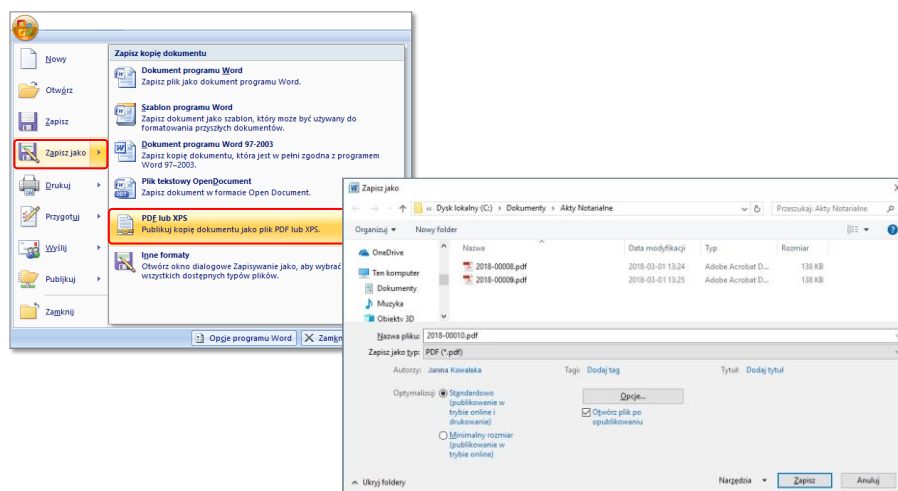 Nowy
Otwórz
Zapisz
Zapisz jako
Drukuj
Przygotuj
Wyślij
Publikuj
Zamknij
Zapisz kopię dokumentu
Dokument programu Word
Zapisz plik jako dokument programu Word.
Szablon programu Word
Zapisz dokument jako szablon, który może być używany do
formatowania przyszłych dokumentów.
Dokument programu Word 97-2003
Zapisz kopię dokumentu, która jest w pełni zgodna z programem
Word 97–2003.
Plik tekstowy OpenDocument
Zapisz dokument w formacie Open Document.
PDF lub XPS
Publikuj kopię dokumentu jako plik PDF lub XPS.
Inne formaty
Otwórz okno dialogowe Zapisywanie jako, aby wybrać
wszystkich dostępnych typów plików.
Opcje programu Word
Zapisz jako
« Dysk lokalny (C:) › Dokumenty › Akty Notarialne
Przeszukaj: Akty Notarialne
Organizuj
Nowy folder
OneDrive
Ten komputer
Dokumenty
Muzyka
Obiekty 3D
Nazwa Data modyfikacji Typ Rozmiar
2018-00008.pdf 2018-03-01 13:24 Adobe Acrobat D... 138 KB
2018-00009.pdf 2018-03-01 13:25 Adobe Acrobat D... 138 KB
Nazwa pliku: 2018-00010.pdf
Zapisz jako typ: PDF (*.pdf)
Autorzy: Janina Kowalska Tagi: Dodaj tag Tytuł: Dodaj tytuł
Optymalizuj: Standardowo
(publikowanie w
trybie online i
drukowanie)
Minimalny rozmiar
(publikowanie w
trybie online)
Opcje...
Otwórz plik po
opublikowaniu
Ukryj foldery
Narzędzia Zapisz Anuluj